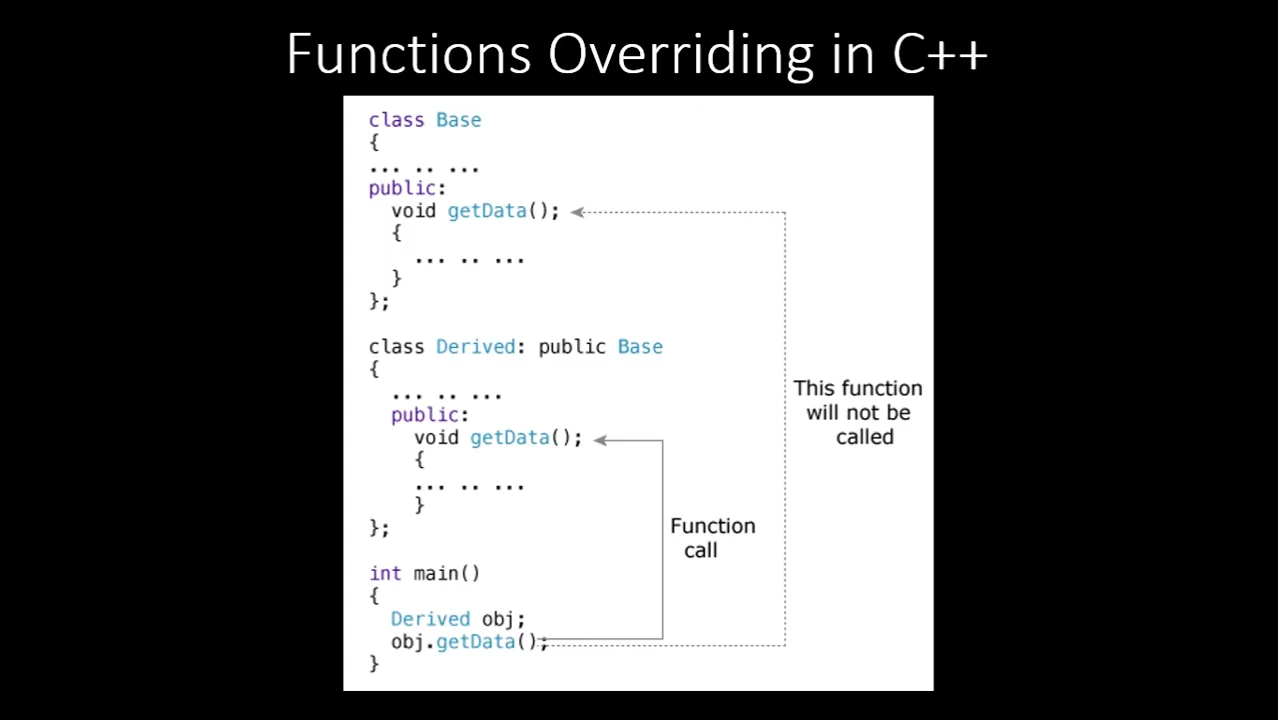 Functions Overriding in C++
class Base
{
... .. ...
public:
void getData();
{
... .. ...
}
};
class Derived: public Base
{
... .. ...
public:
void getData();
{
... .. ...
}
};
int main()
{
Derived obj;
obj.getData();
}
This function
will not be
called
Function
call